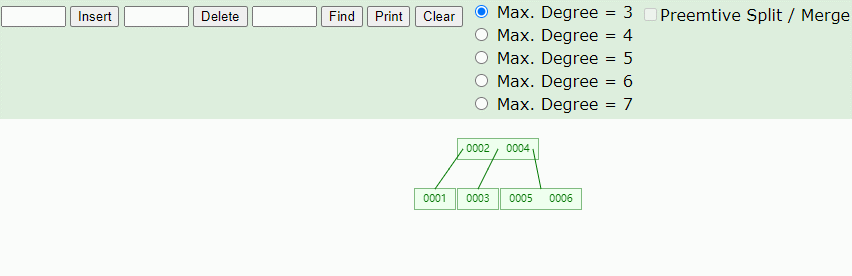 Insert Delete Find Print Clear
Max. Degree = 3
Max. Degree = 4
Max. Degree = 5
Max. Degree = 6
Max. Degree = 7
Preemtive Split / Merge
0002 0004
0001 0003 0005 0006